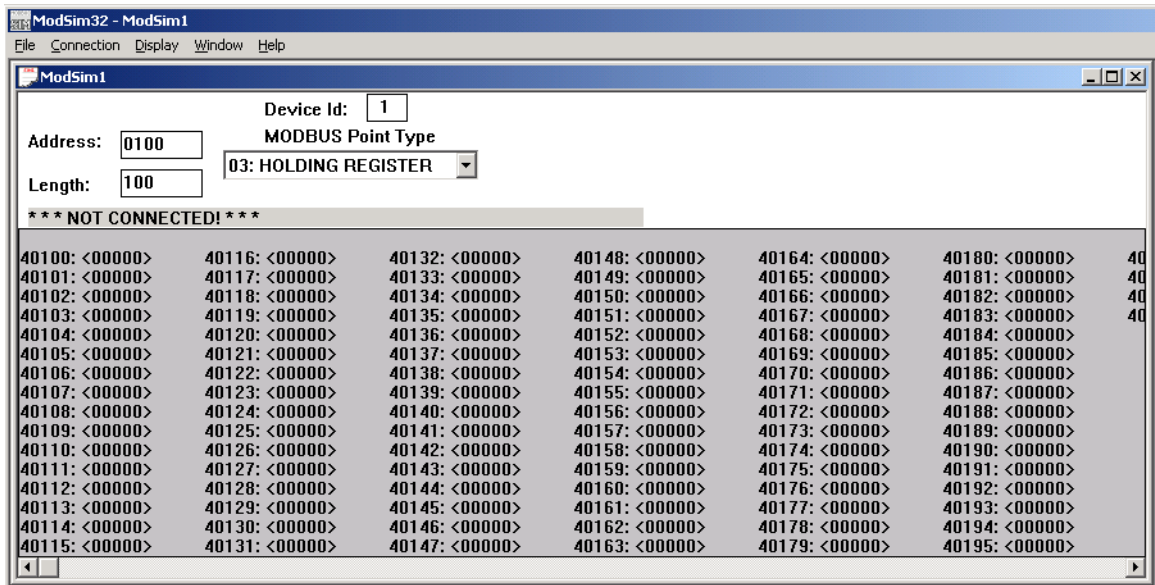 ModSim32 - ModSim1
File Connection Display Window Help
ModSim1
Device Id: 1
Address: 0100
MODBUS Point Type
03: HOLDING REGISTER
Length: 100
* * * NOT CONNECTED! * * *
40100: <00000> 40116: <00000> 40132: <00000> 40148: <00000> 40164: <00000> 40180: <00000> 40
40101: <00000> 40117: <00000> 40133: <00000> 40149: <00000> 40165: <00000> 40181: <00000> 40
40102: <00000> 40118: <00000> 40134: <00000> 40150: <00000> 40166: <00000> 40182: <00000> 40
40103: <00000> 40119: <00000> 40135: <00000> 40151: <00000> 40167: <00000> 40183: <00000> 40
40104: <00000> 40120: <00000> 40136: <00000> 40152: <00000> 40168: <00000> 40184: <00000>
40105: <00000> 40121: <00000> 40137: <00000> 40153: <00000> 40169: <00000> 40185: <00000>
40106: <00000> 40122: <00000> 40138: <00000> 40154: <00000> 40170: <00000> 40186: <00000>
40107: <00000> 40123: <00000> 40139: <00000> 40155: <00000> 40171: <00000> 40187: <00000>
40108: <00000> 40124: <00000> 40140: <00000> 40156: <00000> 40172: <00000> 40188: <00000>
40109: <00000> 40125: <00000> 40141: <00000> 40157: <00000> 40173: <00000> 40189: <00000>
40110: <00000> 40126: <00000> 40142: <00000> 40158: <00000> 40174: <00000> 40190: <00000>
40111: <00000> 40127: <00000> 40143: <00000> 40159: <00000> 40175: <00000> 40191: <00000>
40112: <00000> 40128: <00000> 40144: <00000> 40160: <00000> 40176: <00000> 40192: <00000>
40113: <00000> 40129: <00000> 40145: <00000> 40161: <00000> 40177: <00000> 40193: <00000>
40114: <00000> 40130: <00000> 40146: <00000> 40162: <00000> 40178: <00000> 40194: <00000>
40115: <00000> 40131: <00000> 40147: <00000> 40163: <00000> 40179: <00000> 40195: <00000>